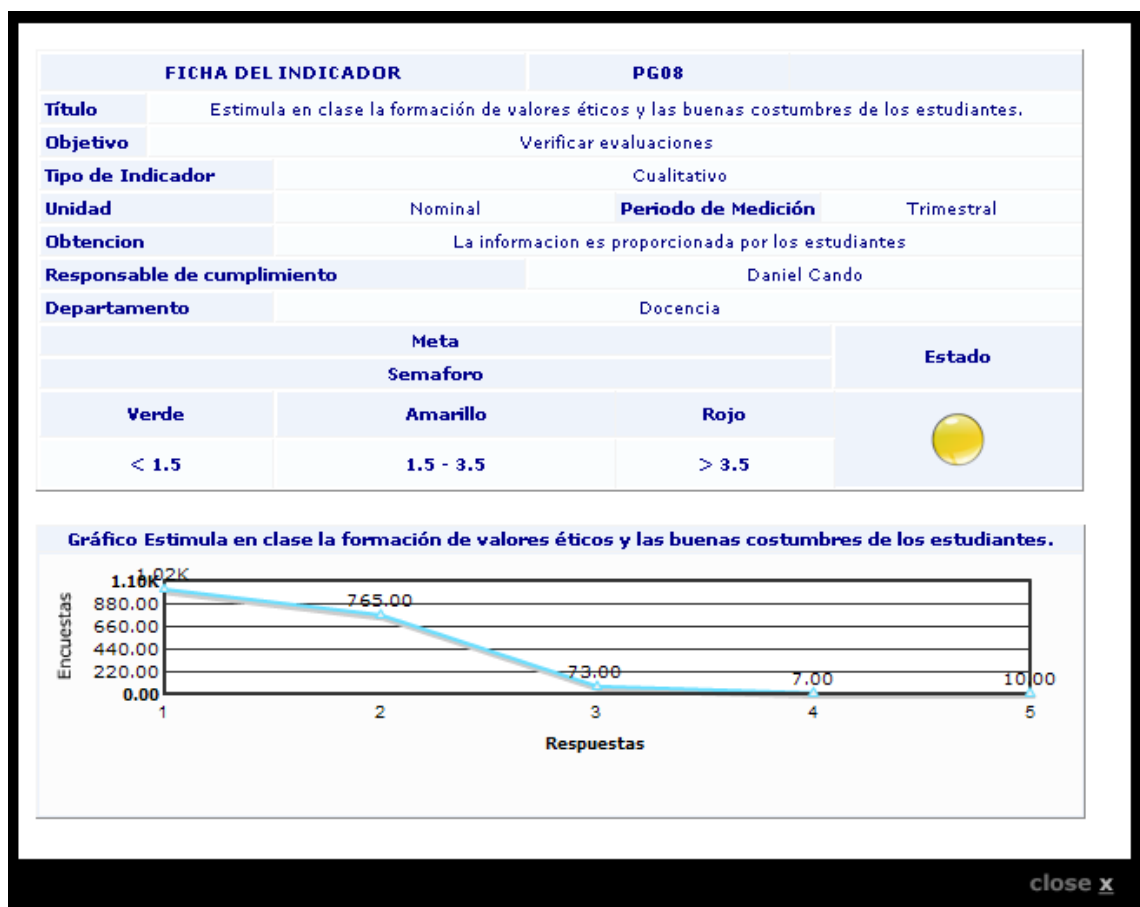 FICHA DEL INDICADOR PG08
Título Estimula en clase la formación de valores éticos y las buenas costumbres de los estudiantes.
Objetivo Verificar evaluaciones
Tipo de Indicador Cualitativo
Unidad Nominal Periodo de Medición Trimestral
Obtencion La informacion es proporcionada por los estudiantes
Responsable de cumplimiento Daniel Cando
Departamento Docencia
Meta
Estado
Semaforo
Verde Amarillo Rojo
< 1.5 1.5 - 3.5 > 3.5
Gráfico Estimula en clase la formación de valores éticos y las buenas costumbres de los estudiantes.
1.02K
1.10K
765.00
880.00
660.00
440.00
220.00 73.00 7.00 10.00
0.00
Encuestas
1 2 3 4 5
Respuestas
close x